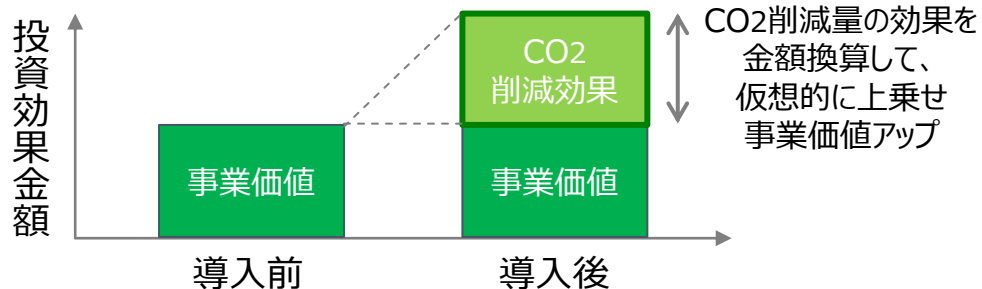 投資効果金額
CO2
削減効果
CO2削減量の効果を
金額換算して、
仮想的に上乗せ
事業価値アップ
事業価値
事業価値
導入前
導入後